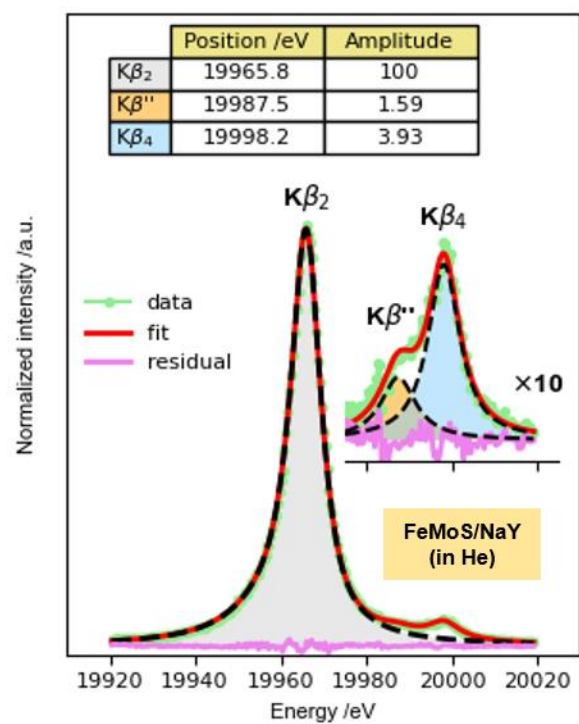 Position /eV Amplitude
Kβ₂ 19965.8 100
Kβ" 19987.5 1.59
Kβ₄ 19998.2 3.93
Kβ₂
Kβ₄
Kβ"
data
fit
residual
×10
FeMoS/NaY
(in He)
Normalized intensity /a.u.
19920 19940 19960 19980 20000 20020
Energy /eV